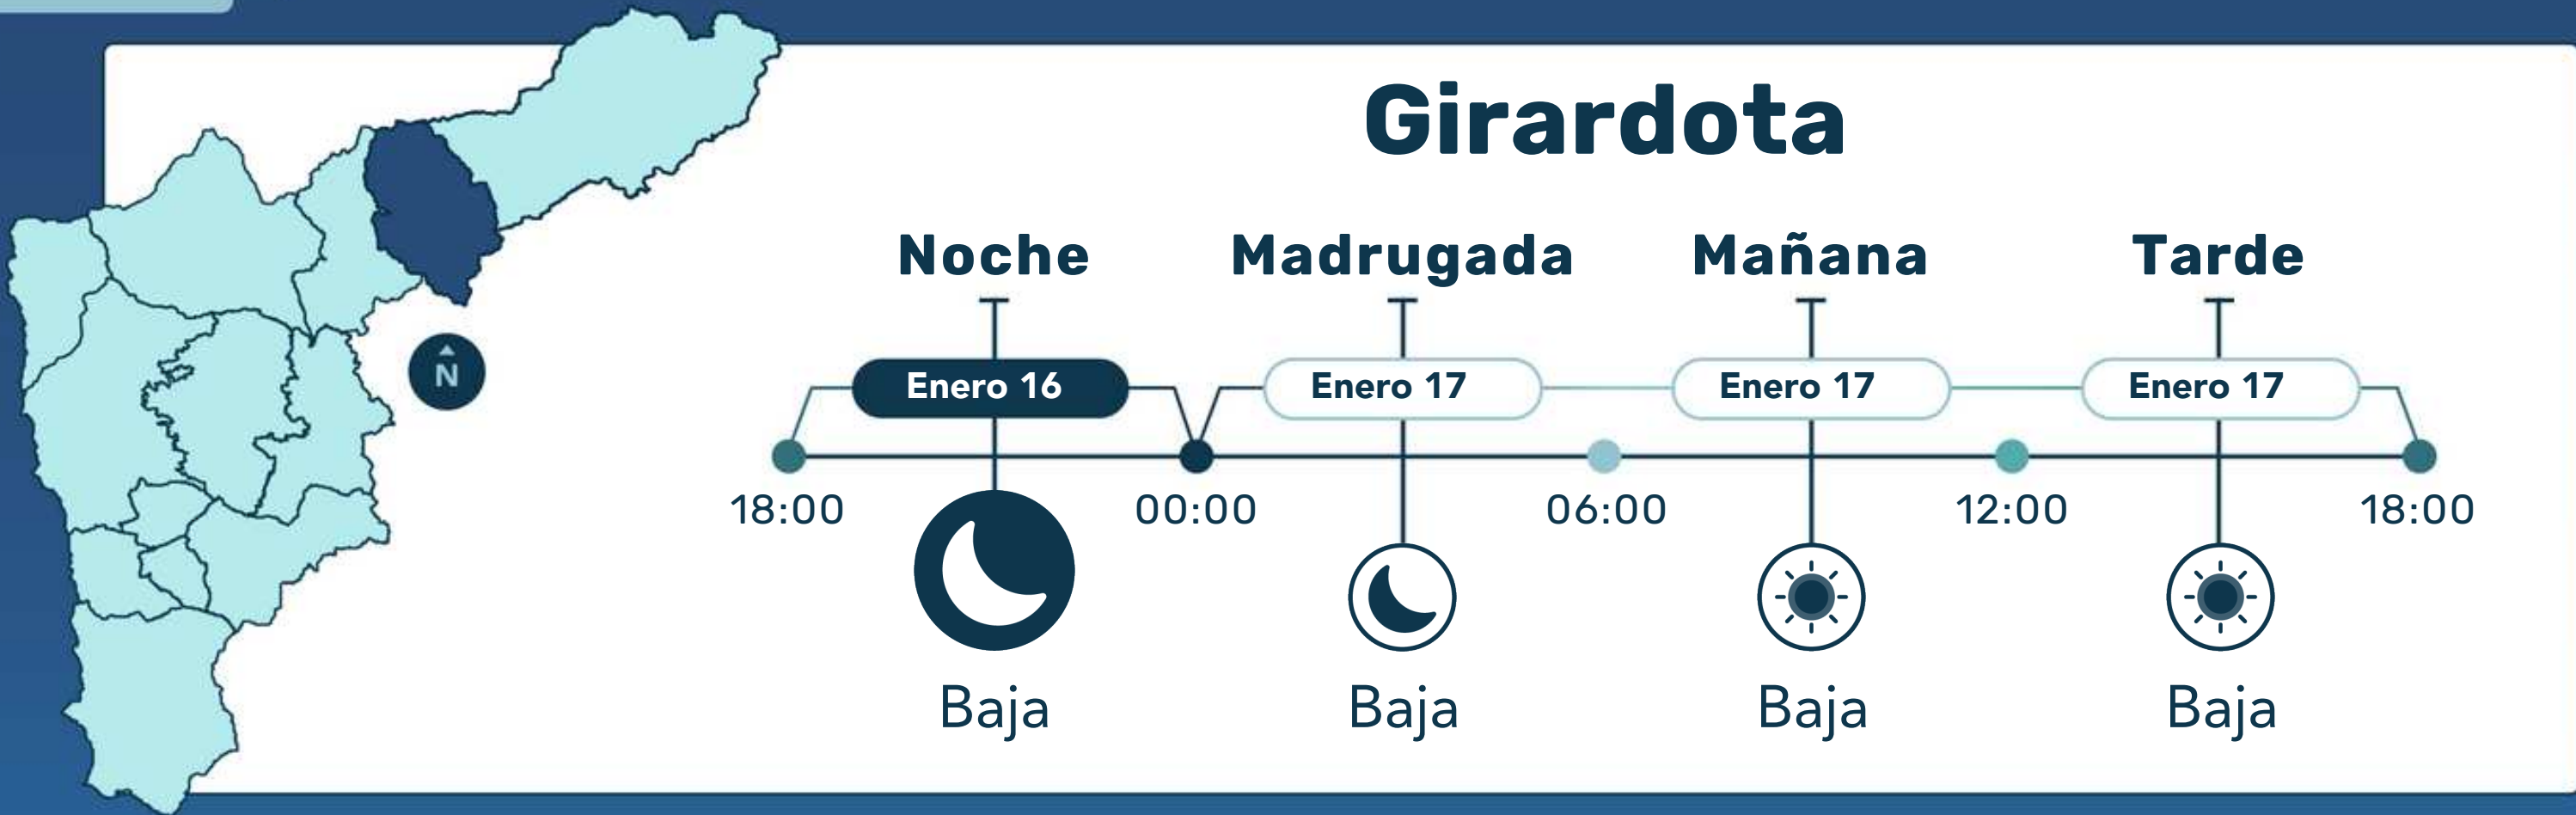 Girardota
Noche Madrugada Mañana Tarde
Enero 16 Enero 17 Enero 17 Enero 17
N
18:00 00:00 06:00 12:00 18:00
Baja Baja Baja Baja